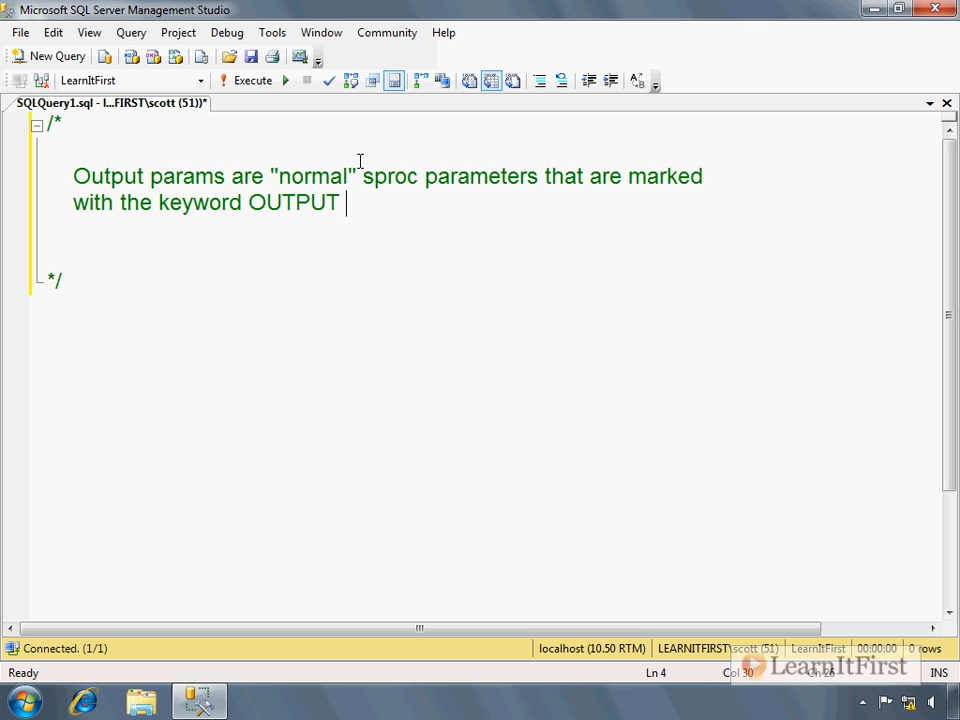 Microsoft SQL Server Management Studio
File Edit View Query Project Debug Tools Window Community Help
New Query
LearnItFirst Execute
SQLQuery1.sql - l...FIRST\scott (51))*
/*
Output params are "normal" sproc parameters that are marked
with the keyword OUTPUT
*/
Connected. (1/1) localhost (10.50 RTM) LEARNITFIRST\scott (51) LearnItFirst 00:00:00 0 rows
Ready Ln 4 Col 30 Ch 26 INS
LearnItFirst